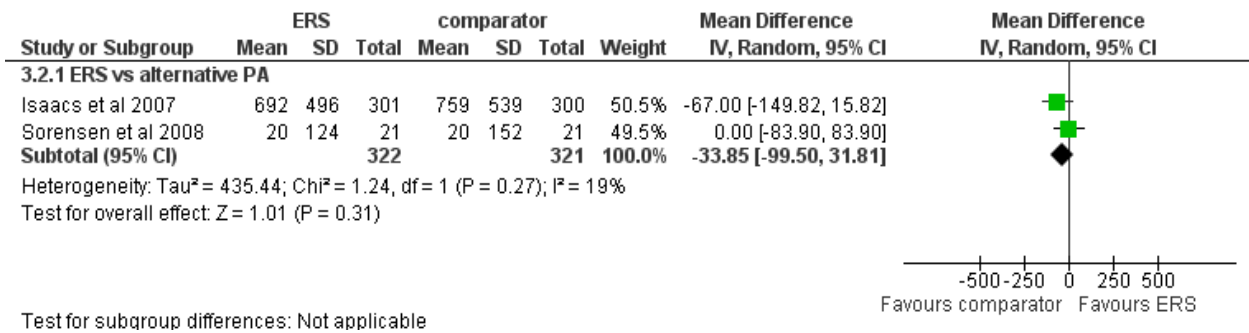 ERS comparator Mean Difference Mean Difference
Study or Subgroup Mean SD Total Mean SD Total Weight IV, Random, 95% CI IV, Random, 95% CI
3.2.1 ERS vs alternative PA
Isaacs et al 2007 692 496 301 759 539 300 50.5% -67.00 [-149.82, 15.82]
Sorensen et al 2008 20 124 21 20 152 21 49.5% 0.00 [-83.90, 83.90]
Subtotal (95% CI) 322 321 100.0% -33.85 [-99.50, 31.81]
Heterogeneity: Tau² = 435.44; Chi² = 1.24, df = 1 (P = 0.27); I² = 19%
Test for overall effect: Z = 1.01 (P = 0.31)
-500 -250 0 250 500
Favours comparator Favours ERS
Test for subgroup differences: Not applicable